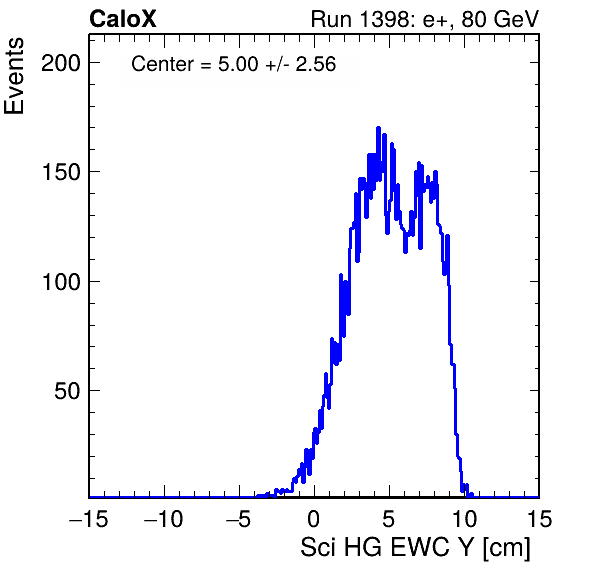 CaloX Run 1398: e+, 80 GeV
Events
Center = 5.00 +/- 2.56
200
150
100
50
−15 −10 −5 0 5 10 15
Sci HG EWC Y [cm]